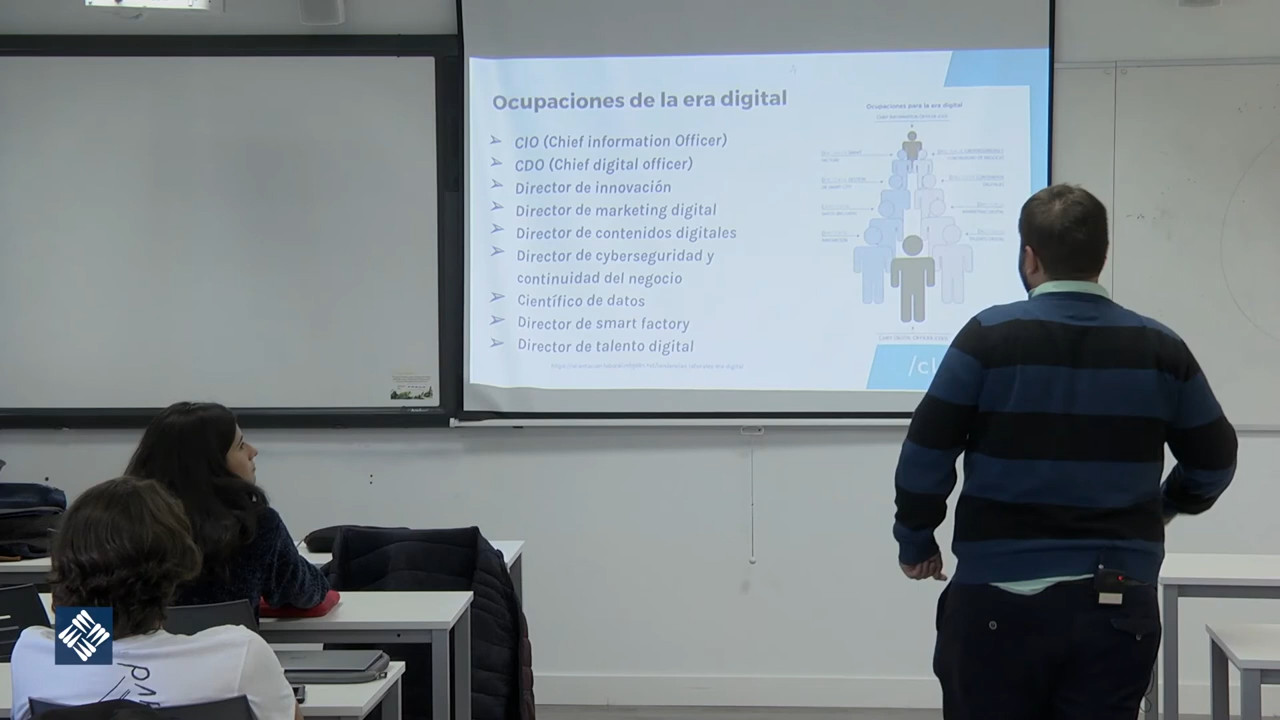 Ocupaciones de la era digital
CIO (Chief information Officer)
CDO (Chief digital officer)
Director de innovación
Director de marketing digital
Director de contenidos digitales
Director de cyberseguridad y
continuidad del negocio
Científico de datos
Director de smart factory
Director de talento digital
Ocupaciones para la era digital
/cl